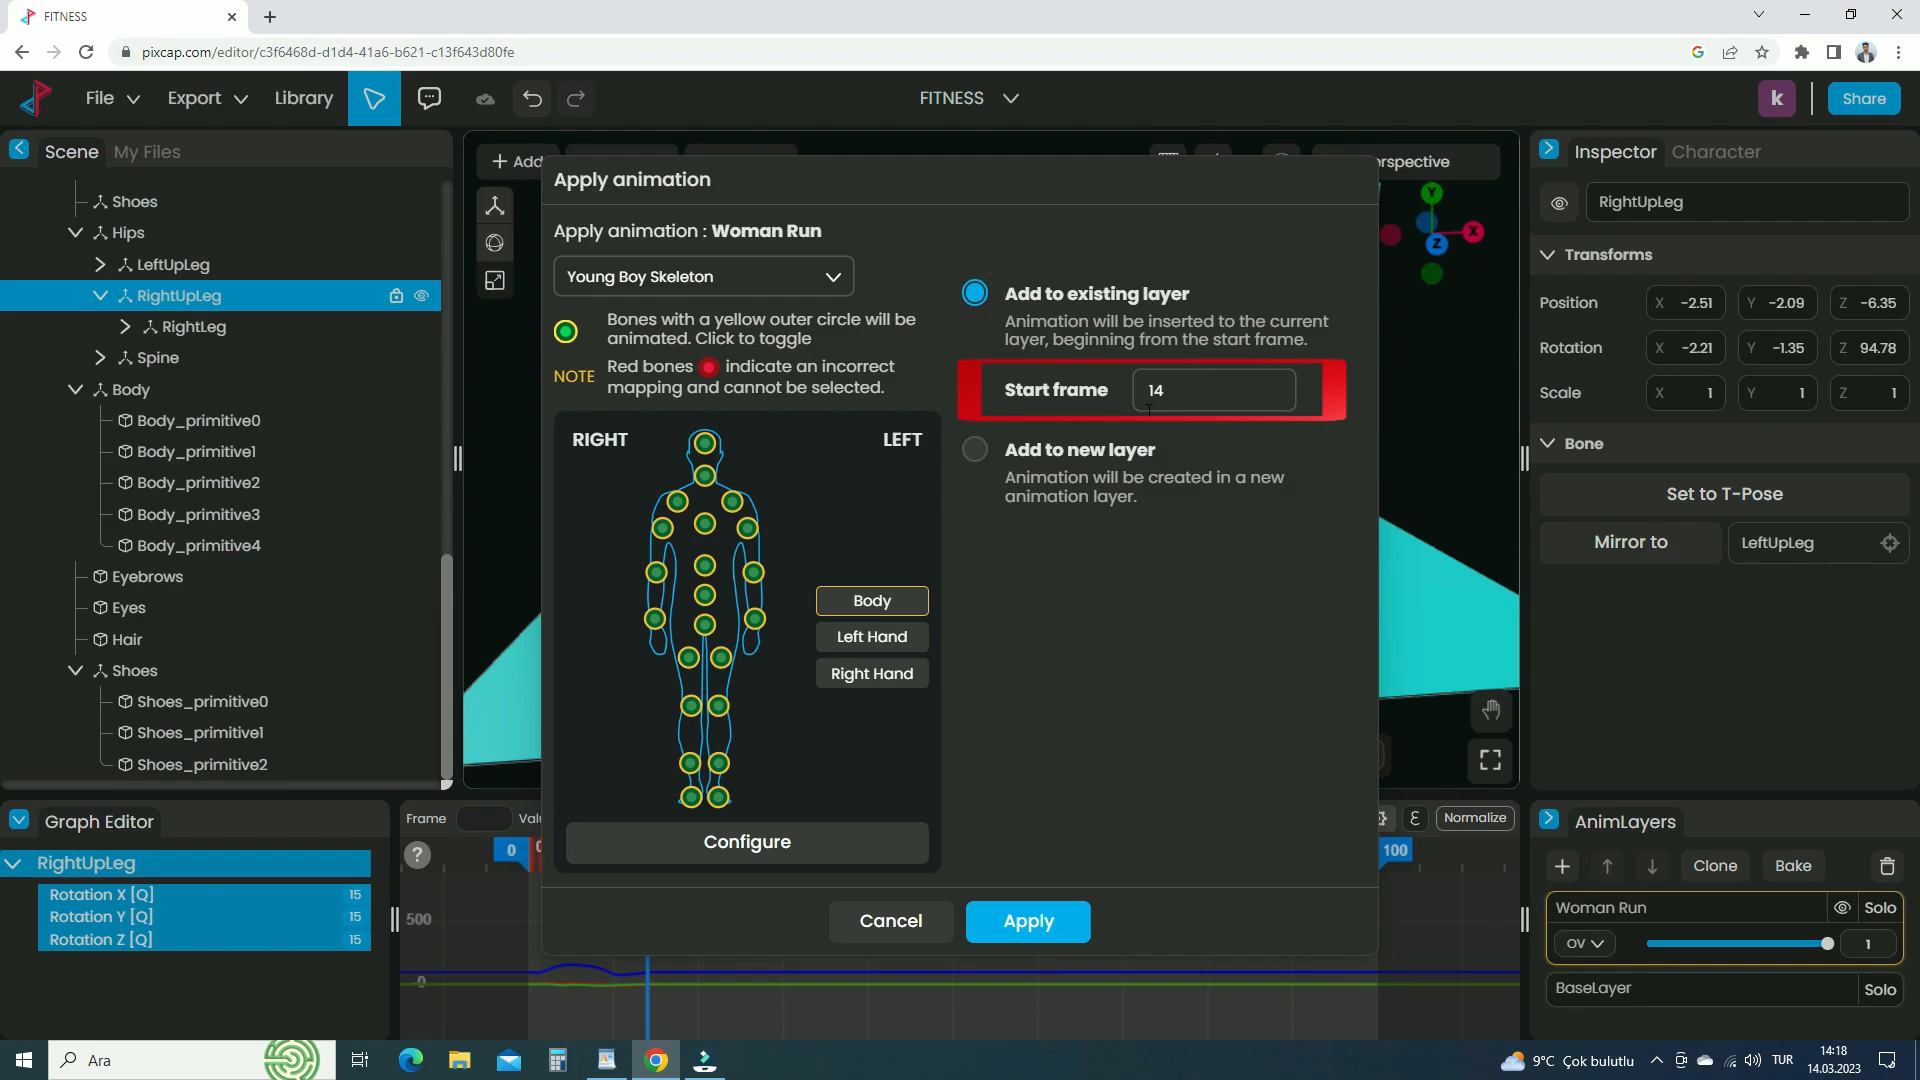 FITNESS
pixcap.com/editor/c3f6468d-d1d4-41a6-b621-c13f643d80fe
File
Export
Library
FITNESS
k
Share
Scene
My Files
Shoes
Hips
LeftUpLeg
RightUpLeg
RightLeg
Spine
Body
Body_primitive0
Body_primitive1
Body_primitive2
Body_primitive3
Body_primitive4
Eyebrows
Eyes
Hair
Shoes
Shoes_primitive0
Shoes_primitive1
Shoes_primitive2
+ Add
erspective
Y
X
Z
Apply animation
Apply animation : Woman Run
Young Boy Skeleton
Bones with a yellow outer circle will be
animated. Click to toggle
NOTE
Red bones indicate an incorrect
mapping and cannot be selected.
RIGHT
LEFT
Body
Left Hand
Right Hand
Configure
Add to existing layer
Animation will be inserted to the current
layer, beginning from the start frame.
Start frame
14
Add to new layer
Animation will be created in a new
animation layer.
Cancel
Apply
Inspector
Character
RightUpLeg
Transforms
Position X -2.51 Y -2.09 Z -6.35
Rotation X -2.21 Y -1.35 Z 94.78
Scale X 1 Y 1 Z 1
Bone
Set to T-Pose
Mirror to
LeftUpLeg
Graph Editor
RightUpLeg
Rotation X [Q] 15
Rotation Y [Q] 15
Rotation Z [Q] 15
Frame
Valu
Normalize
?
0
100
500
-0
AnimLayers
Clone
Bake
Woman Run
Solo
OV
1
BaseLayer
Solo
Ara
9°C Çok bulutlu
TUR
14:18
14.03.2023